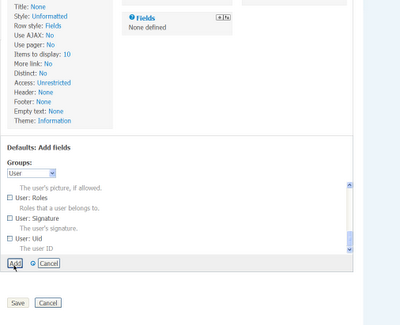 Title: None
Style: Unformatted
Row style: Fields
Use AJAX: No
Use pager: No
Items to display: 10
More link: No
Distinct: No
Access: Unrestricted
Header: None
Footer: None
Empty text: None
Theme: Information
Fields
None defined
Defaults: Add fields
Groups:
User
The user's picture, if allowed.
User: Roles
Roles that a user belongs to.
User: Signature
The user's signature.
User: Uid
The user ID
Add
Cancel
Save
Cancel